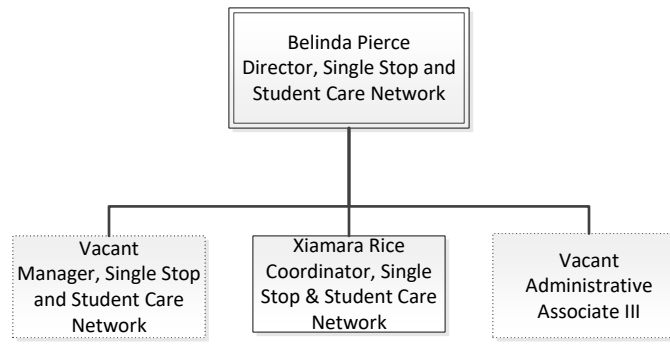 Belinda Pierce
Director, Single Stop and
Student Care Network
Vacant
Manager, Single Stop
and Student Care
Network
Xiamara Rice
Coordinator, Single
Stop & Student Care
Network
Vacant
Administrative
Associate III